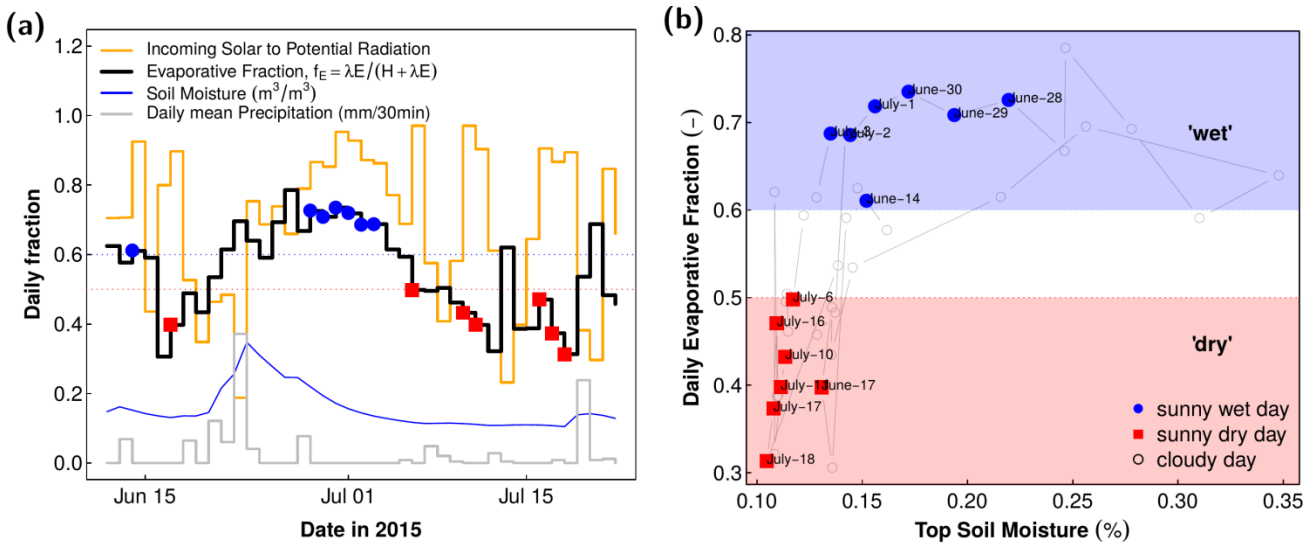 (a)
1.2
1.0
0.8
0.6
0.4
0.2
0.0
Daily fraction
Incoming Solar to Potential Radiation
Evaporative Fraction, f_E = λE/(H + λE)
Soil Moisture (m³/m³)
Daily mean Precipitation (mm/30min)
Jun 15
Jul 01
Jul 15
Date in 2015
(b)
0.8
0.7
0.6
0.5
0.4
0.3
Daily Evaporative Fraction (−)
June−30
July−1
June−28
June−29
July−3
July−2
June−14
'wet'
July−6
July−16
July−10
July−11
June−17
July−17
July−18
'dry'
sunny wet day
sunny dry day
cloudy day
0.10
0.15
0.20
0.25
0.30
0.35
Top Soil Moisture (%)